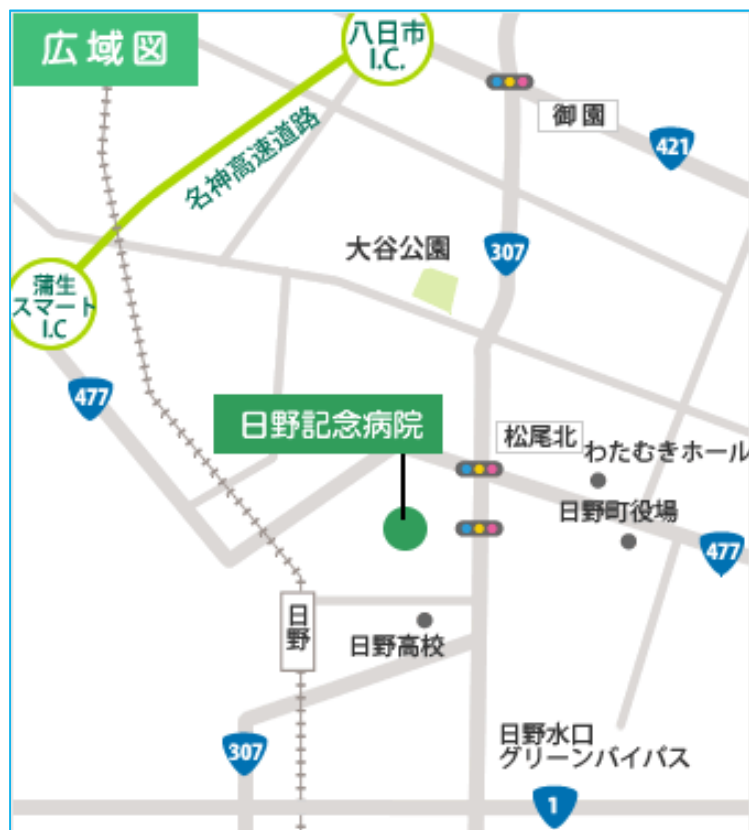 広域図
八日市
I.C.
名神高速道路
御園
421
大谷公園
307
蒲生
スマート
I.C
477
日野記念病院
松尾北
わたむきホール
日野町役場
477
日野
日野高校
307
日野水口
グリーンバイパス
1